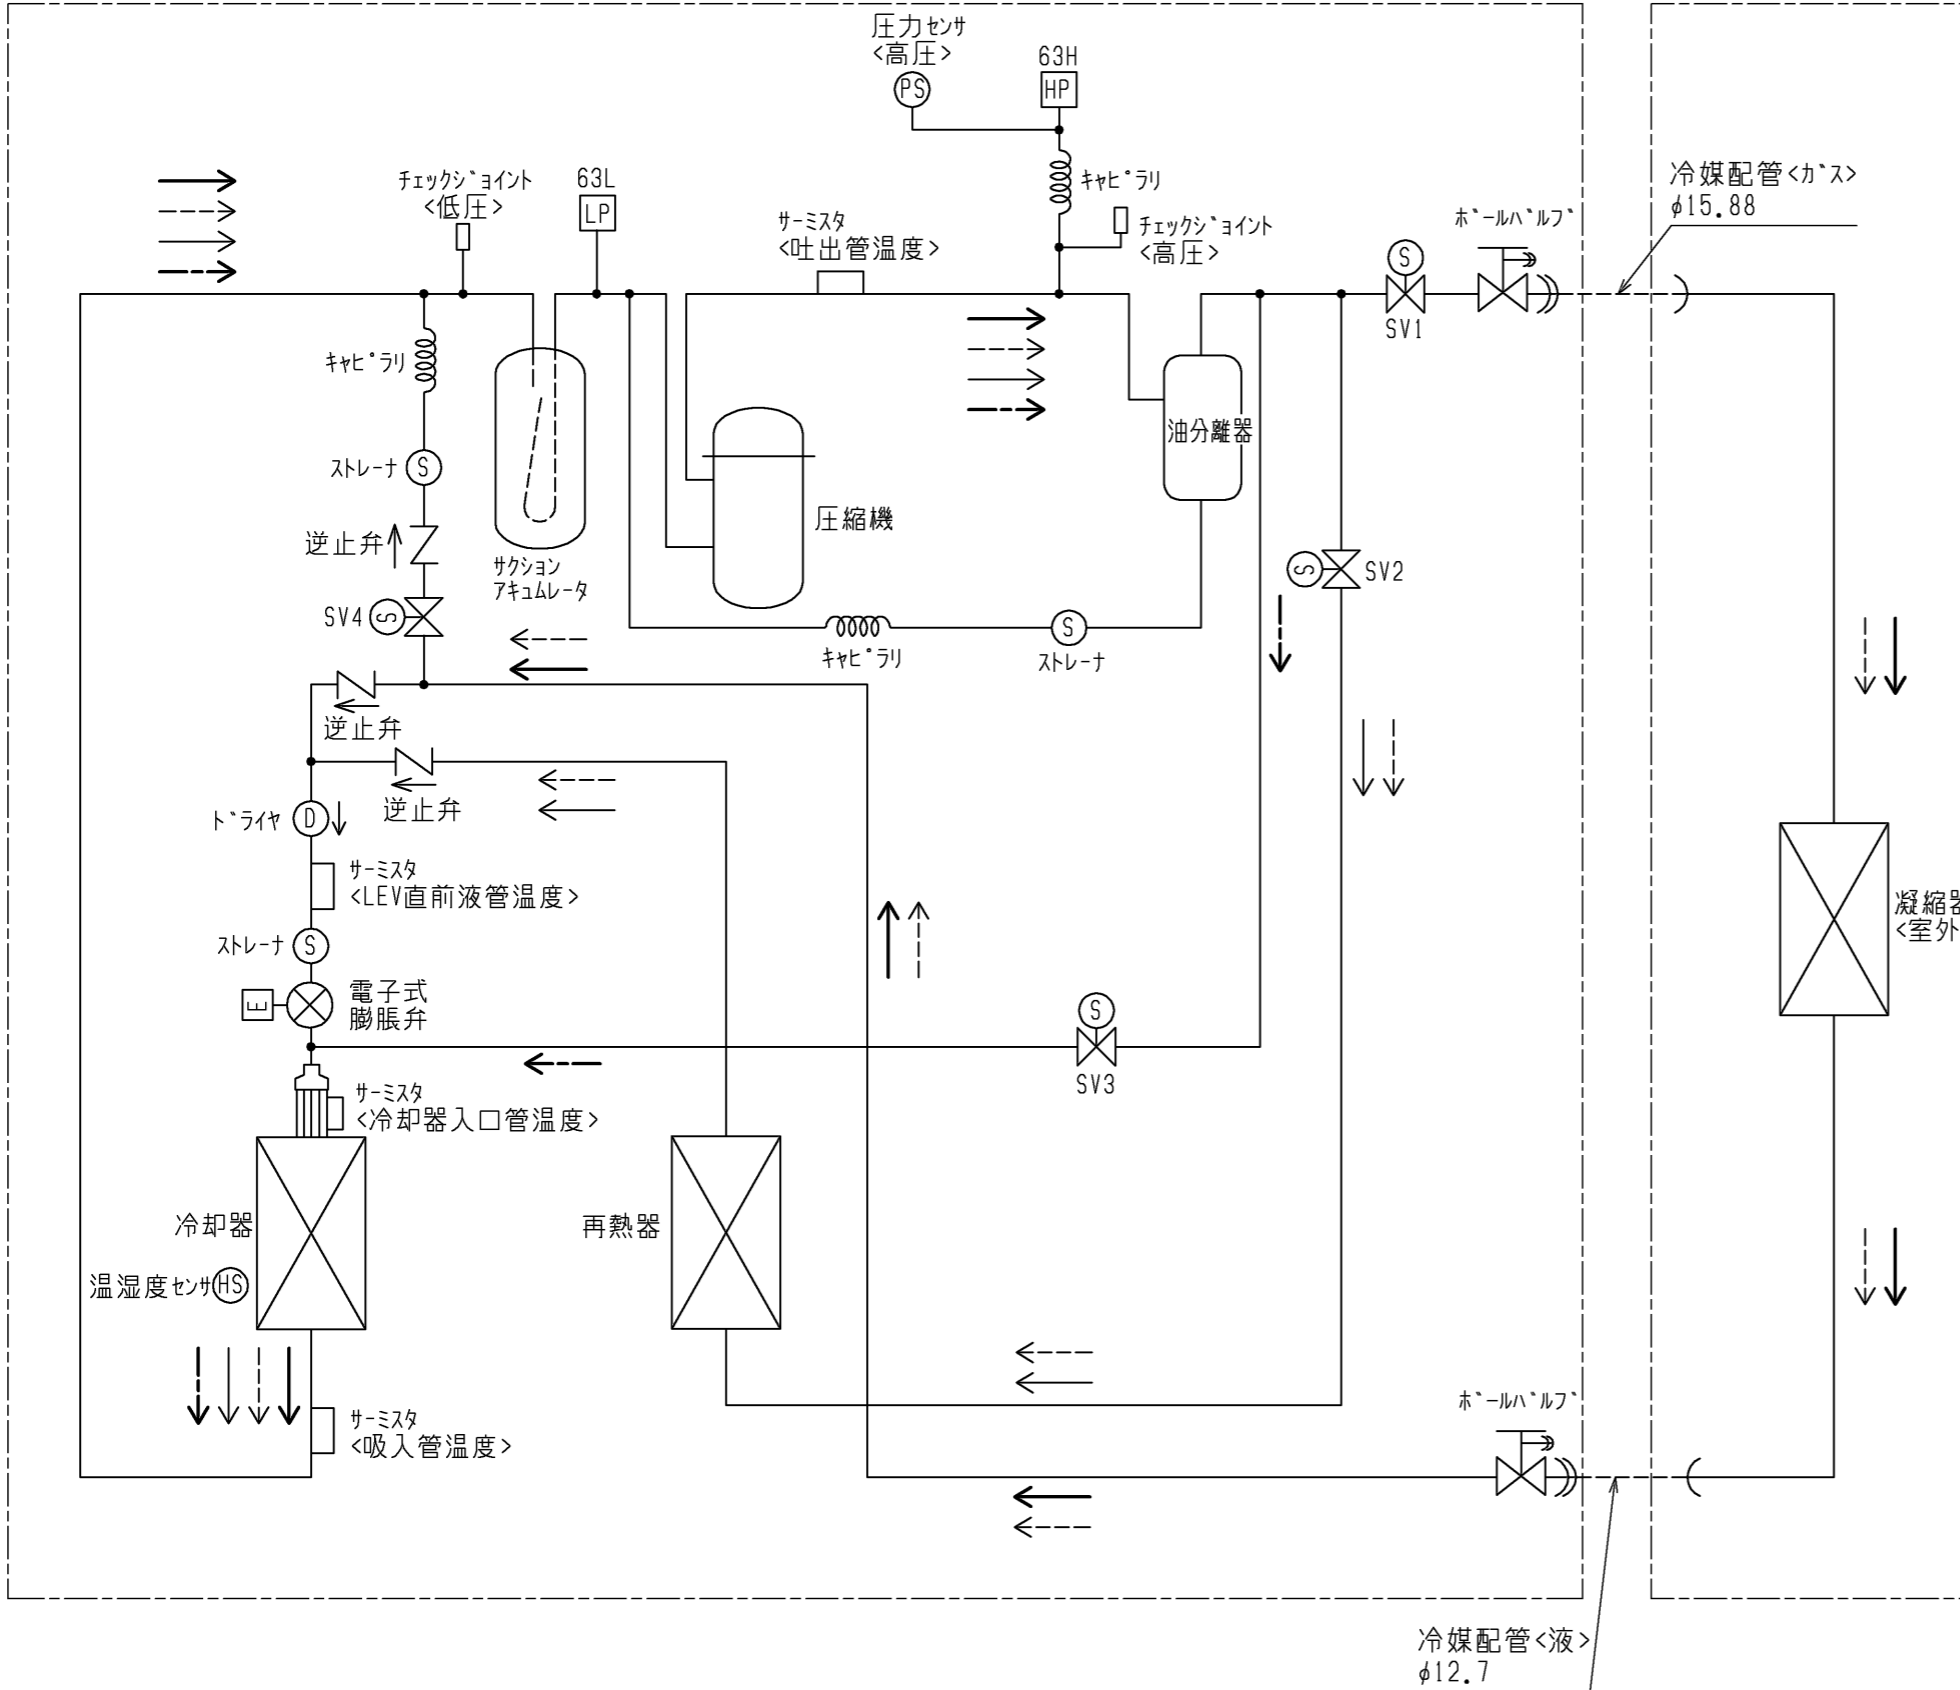 圧力センサ
<高圧>
PS
63H
HP
キャピラリ
チェックジョイント
<高圧>
チェックジョイント
<低圧>
63L
LP
サーミスタ
<吐出管温度>
ボールバルブ
S
SV1
冷媒配管<ガス>
φ15.88
キャピラリ
ストレーナ
S
逆止弁
SV4
S
サクション
アキュムレータ
圧縮機
油分離器
S
SV2
キャピラリ
S
ストレーナ
逆止弁
逆止弁
ドライヤ
D
サーミスタ
<LEV直前液管温度>
ストレーナ
S
E
電子式
膨脹弁
S
SV3
サーミスタ
<冷却器入口管温度>
冷却器
温湿度センサ
HS
再熱器
サーミスタ
<吸入管温度>
ボールバルブ
凝縮器
<室外
冷媒配管<液>
φ12.7